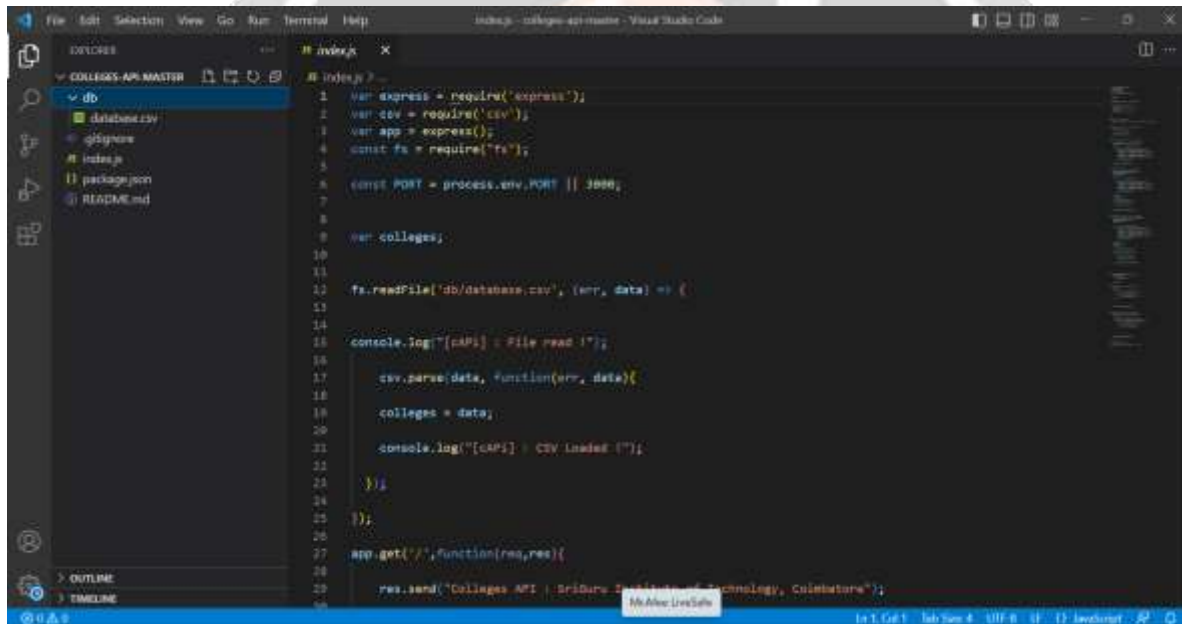 File Edit Selection View Go Run Terminal Help
index.js - colleges-api-master - Visual Studio Code
EXPLORER
COLLEGES-API-MASTER
db
database.csv
.gitignore
index.js
package.json
README.md
OUTLINE
TIMELINE
index.js
index.js > ...
1 var express = require('express');
2 var csv = require('csv');
3 var app = express();
4 const fs = require("fs");
5
6 const PORT = process.env.PORT || 3000;
7
8
9 var colleges;
10
11
12 fs.readFile('db/database.csv', (err, data) => {
13
14
15 console.log("[cAPi] : File read !");
16
17 csv.parse(data, function(err, data){
18
19 colleges = data;
20
21 console.log("[cAPi] : CSV Loaded !");
22
23 });
24
25 });
26
27 app.get('/',function(req,res){
28
29 res.send("Colleges API : SriGuru Institute of Technology, Coimbatore");
30
McAfee LiveSafe
0 0
Ln 1, Col 1 Tab Size: 4 UTF-8 LF {} JavaScript